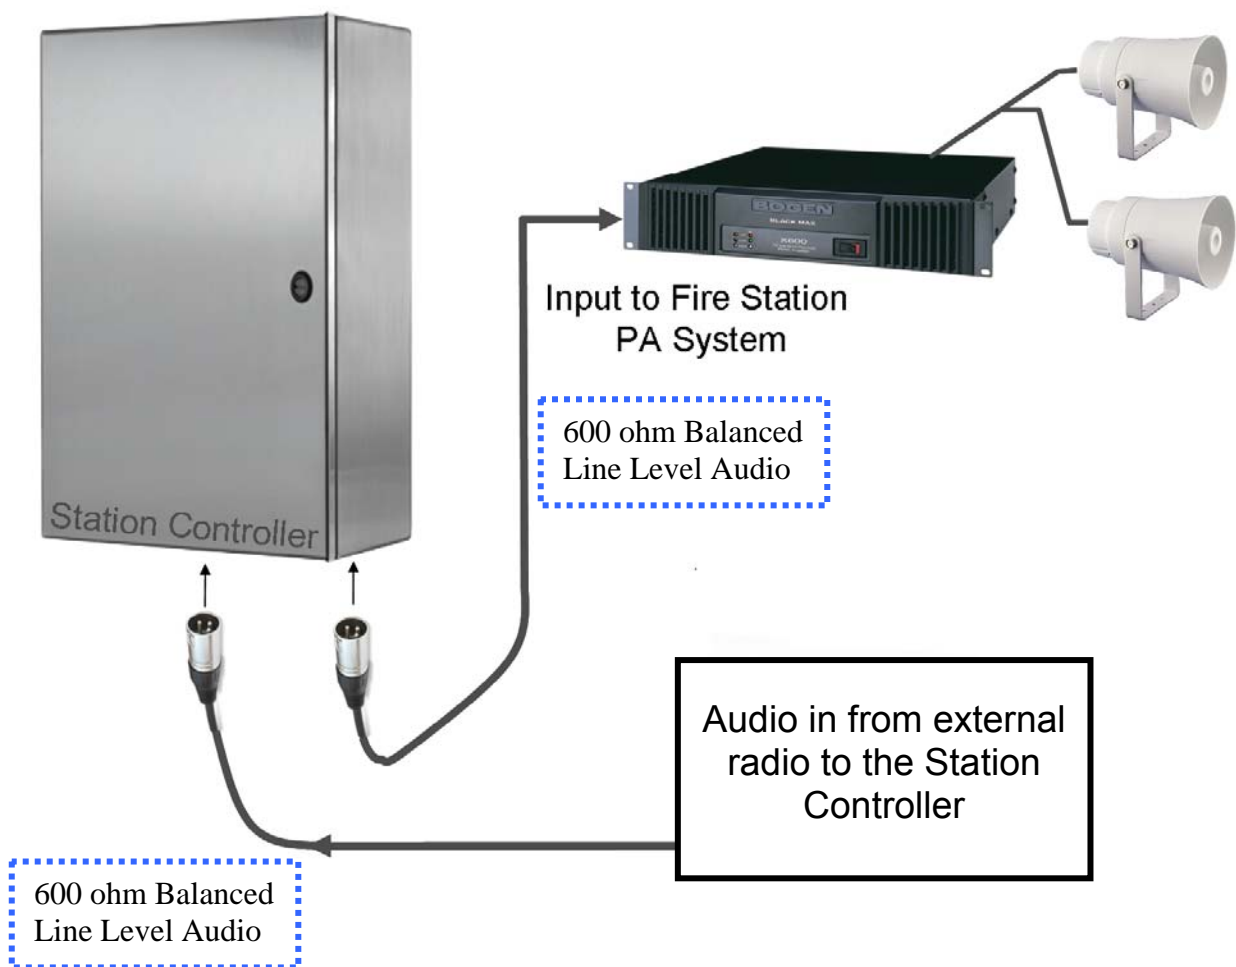 BOGEN
BLACK MAX
X600
Input to Fire Station
PA System
600 ohm Balanced
Line Level Audio
Station Controller
Audio in from external
radio to the Station
Controller
600 ohm Balanced
Line Level Audio